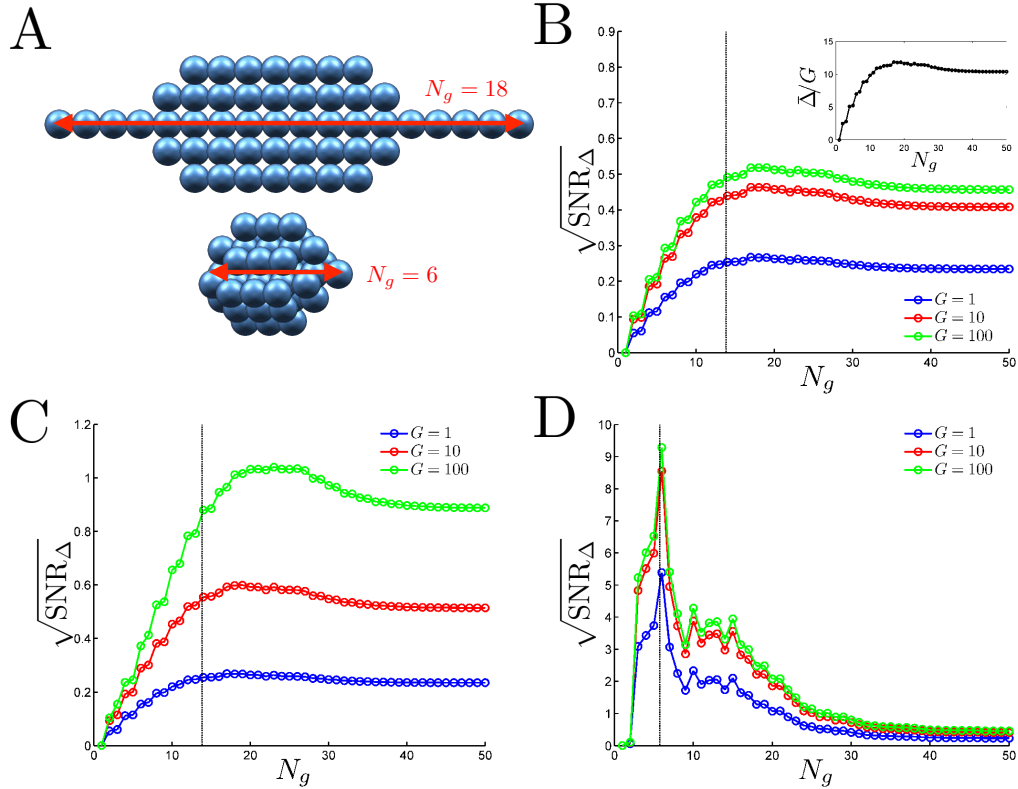 A
N_g = 18
N_g = 6
B
√SNR_Δ
0.9
0.8
0.7
0.6
0.5
0.4
0.3
0.2
0.1
0
0 10 20 30 40 50
N_g
G = 1
G = 10
G = 100
Δ̄/G
15
10
5
0
0 10 20 30 40 50
N_g
C
√SNR_Δ
1.2
1
0.8
0.6
0.4
0.2
0
0 10 20 30 40 50
N_g
G = 1
G = 10
G = 100
D
√SNR_Δ
10
9
8
7
6
5
4
3
2
1
0
0 10 20 30 40 50
N_g
G = 1
G = 10
G = 100